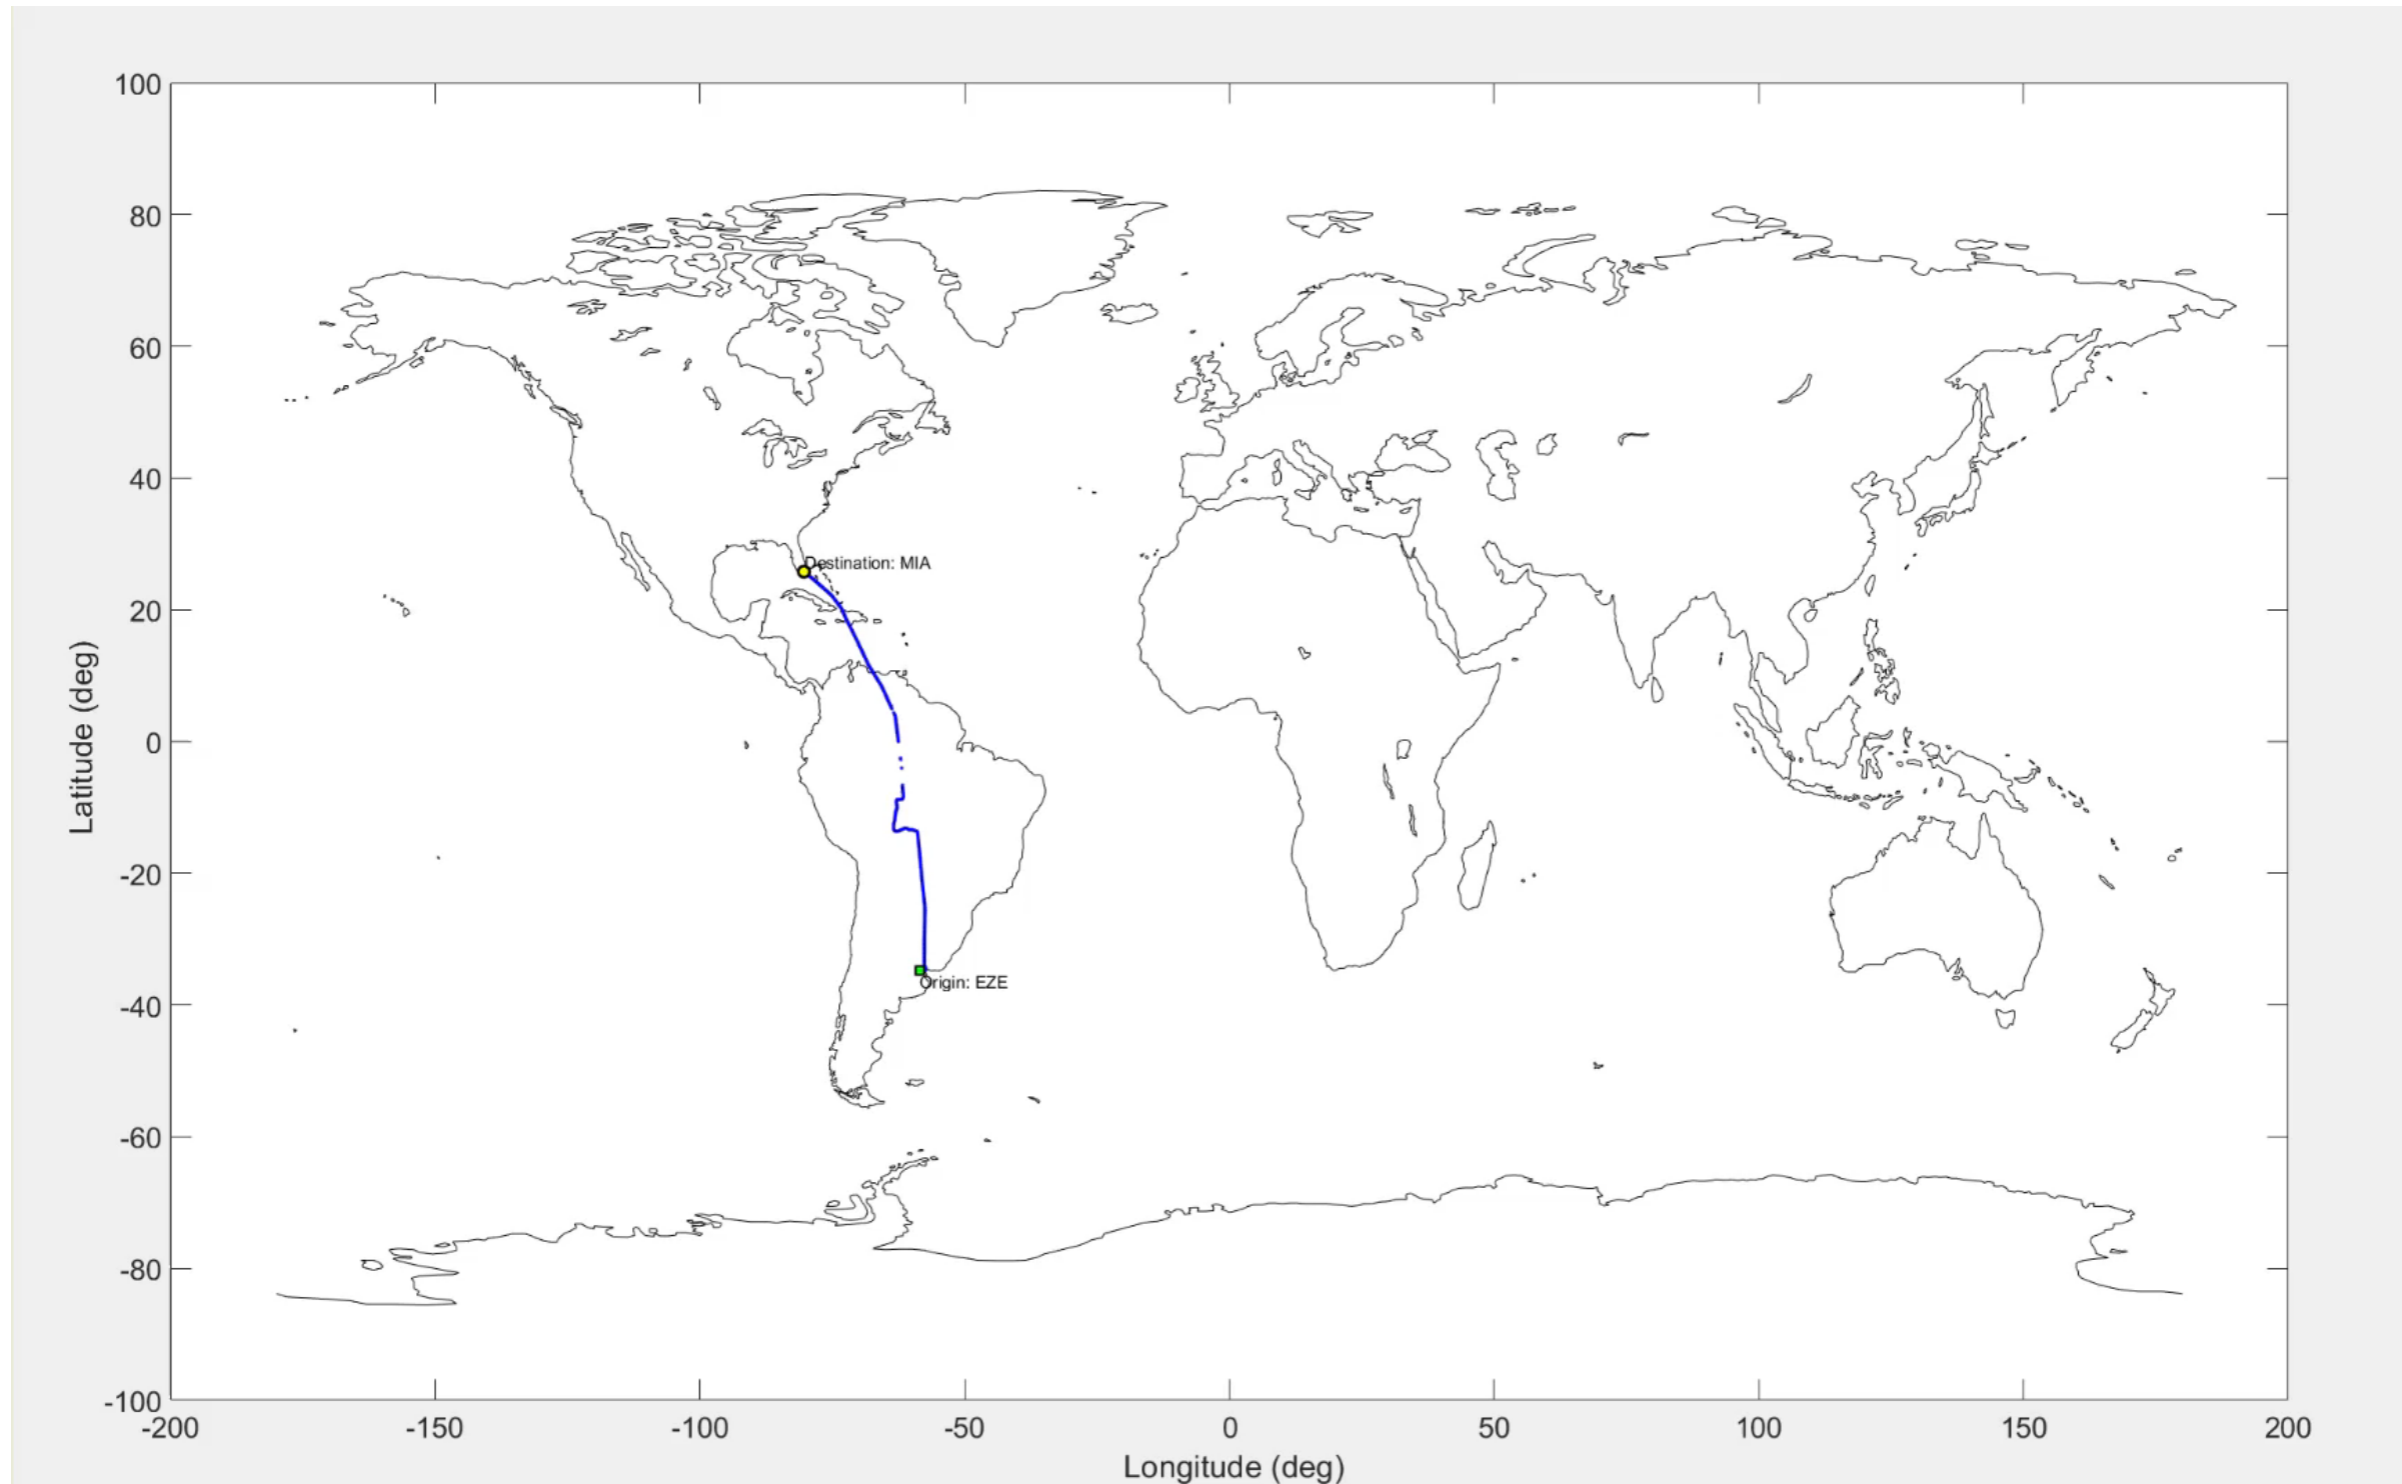 100
80
60
40
20
0
-20
-40
-60
-80
-100
Latitude (deg)
Destination: MIA
Origin: EZE
-200 -150 -100 -50 0 50 100 150 200
Longitude (deg)